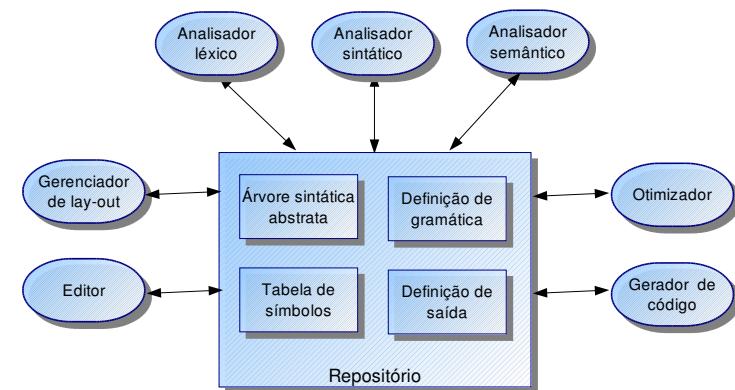 Analisador
léxico
Analisador
sintático
Analisador
semântico
Gerenciador
de lay-out
Árvore sintática
abstrata
Definição de
gramática
Otimizador
Editor
Tabela de
símbolos
Definição de
saída
Gerador de
código
Repositório